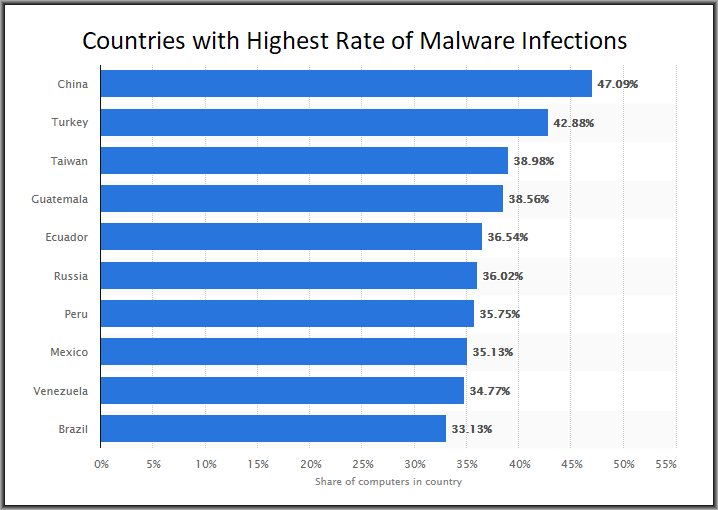 Countries with Highest Rate of Malware Infections
China 47.09%
Turkey 42.88%
Taiwan 38.98%
Guatemala 38.56%
Ecuador 36.54%
Russia 36.02%
Peru 35.75%
Mexico 35.13%
Venezuela 34.77%
Brazil 33.13%
0% 5% 10% 15% 20% 25% 30% 35% 40% 45% 50% 55%
Share of computers in country